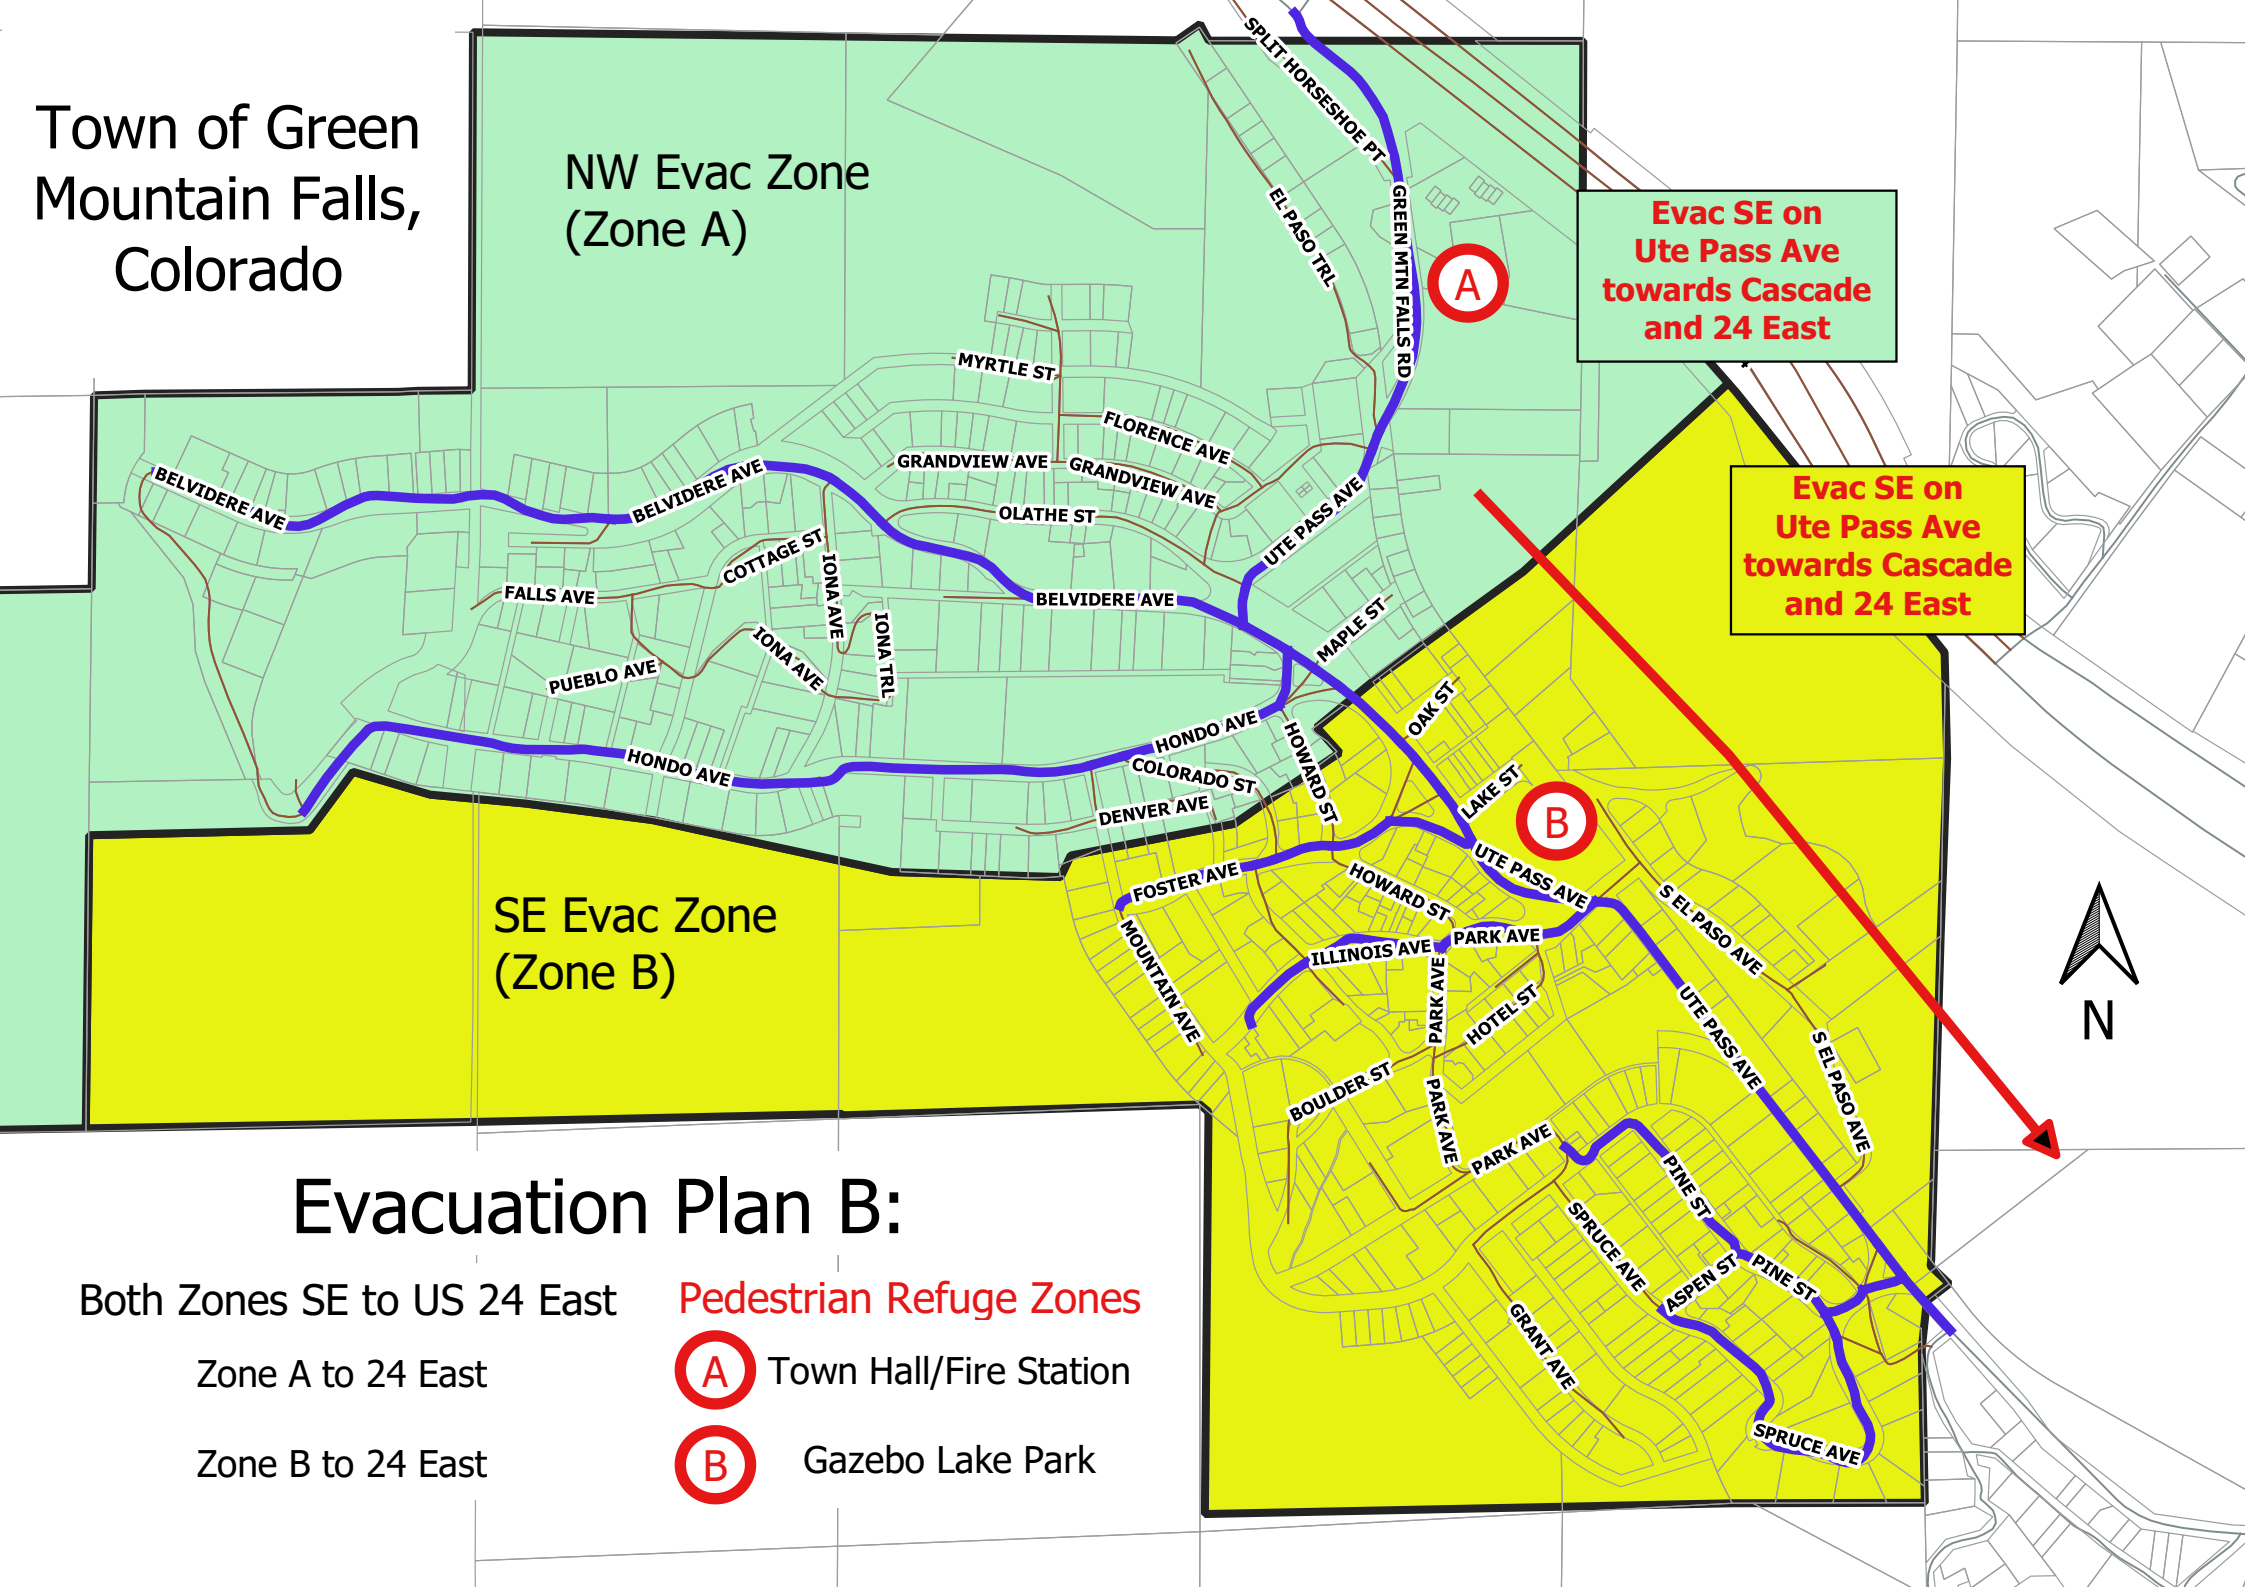 Town of Green
Mountain Falls,
Colorado
NW Evac Zone
(Zone A)
SPLIT HORSESHOE PT
EL PASO TRL
GREEN MTN FALLS RD
A
Evac SE on
Ute Pass Ave
towards Cascade
and 24 East
MYRTLE ST
FLORENCE AVE
GRANDVIEW AVE
GRANDVIEW AVE
BELVIDERE AVE
BELVIDERE AVE
OLATHE ST
UTE PASS AVE
Evac SE on
Ute Pass Ave
towards Cascade
and 24 East
COTTAGE ST
IONA AVE
FALLS AVE
BELVIDERE AVE
MAPLE ST
IONA TRL
IONA AVE
PUEBLO AVE
OAK ST
HONDO AVE
HONDO AVE
HOWARD ST
COLORADO ST
DENVER AVE
LAKE ST
B
SE Evac Zone
(Zone B)
FOSTER AVE
HOWARD ST
UTE PASS AVE
S EL PASO AVE
MOUNTAIN AVE
ILLINOIS AVE
PARK AVE
PARK AVE
HOTEL ST
UTE PASS AVE
S EL PASO AVE
N
BOULDER ST
PARK AVE
PARK AVE
PINE ST
SPRUCE AVE
ASPEN ST
PINE ST
GRANT AVE
SPRUCE AVE
Evacuation Plan B:
Both Zones SE to US 24 East
Zone A to 24 East
Zone B to 24 East
Pedestrian Refuge Zones
A Town Hall/Fire Station
B Gazebo Lake Park